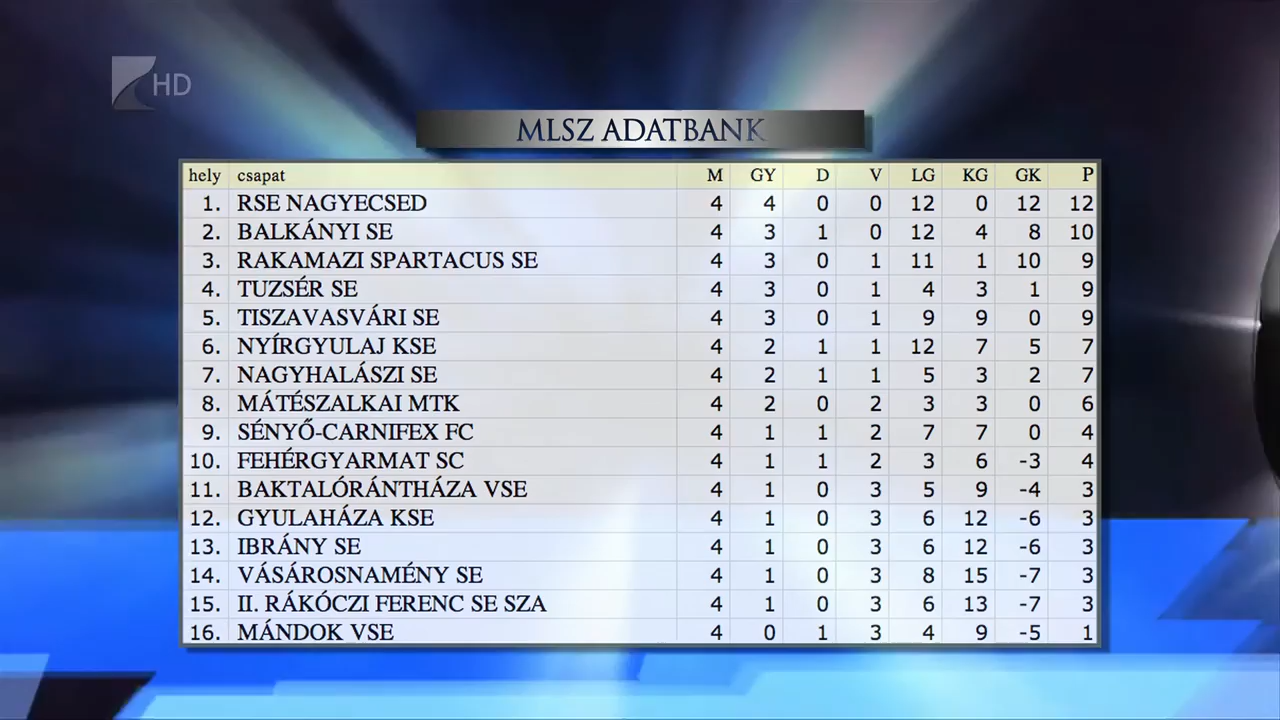 HD
MLSZ ADATBANK
hely csapat M GY D V LG KG GK P
1. RSE NAGYECSED 4 4 0 0 12 0 12 12
2. BALKÁNYI SE 4 3 1 0 12 4 8 10
3. RAKAMAZI SPARTACUS SE 4 3 0 1 11 1 10 9
4. TUZSÉR SE 4 3 0 1 4 3 1 9
5. TISZAVASVÁRI SE 4 3 0 1 9 9 0 9
6. NYÍRGYULAJ KSE 4 2 1 1 12 7 5 7
7. NAGYHALÁSZI SE 4 2 1 1 5 3 2 7
8. MÁTÉSZALKAI MTK 4 2 0 2 3 3 0 6
9. SÉNYŐ-CARNIFEX FC 4 1 1 2 7 7 0 4
10. FEHÉRGYARMAT SC 4 1 1 2 3 6 -3 4
11. BAKTALÓRÁNTHÁZA VSE 4 1 0 3 5 9 -4 3
12. GYULAHÁZA KSE 4 1 0 3 6 12 -6 3
13. IBRÁNY SE 4 1 0 3 6 12 -6 3
14. VÁSÁROSNAMÉNY SE 4 1 0 3 8 15 -7 3
15. II. RÁKÓCZI FERENC SE SZA 4 1 0 3 6 13 -7 3
16. MÁNDOK VSE 4 0 1 3 4 9 -5 1